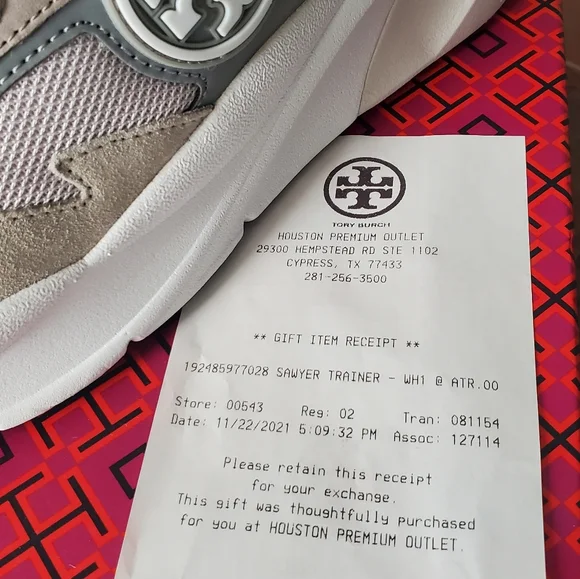 TORY BURCH
HOUSTON PREMIUM OUTLET
29300 HEMPSTEAD RD STE 1102
CYPRESS, TX 77433
281-256-3500
** GIFT ITEM RECEIPT **
192485977028 SAWYER TRAINER - WH1 @ ATR.00
Store: 00543 Reg: 02 Tran: 081154
Date: 11/22/2021 5:09:32 PM Assoc: 127114
Please retain this receipt
for your exchange.
This gift was thoughtfully purchased
for you at HOUSTON PREMIUM OUTLET.